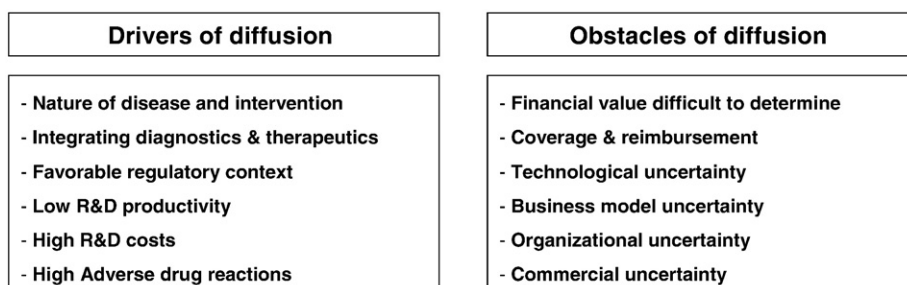 Drivers of diffusion
- Nature of disease and intervention
- Integrating diagnostics & therapeutics
- Favorable regulatory context
- Low R&D productivity
- High R&D costs
- High Adverse drug reactions
Obstacles of diffusion
- Financial value difficult to determine
- Coverage & reimbursement
- Technological uncertainty
- Business model uncertainty
- Organizational uncertainty
- Commercial uncertainty